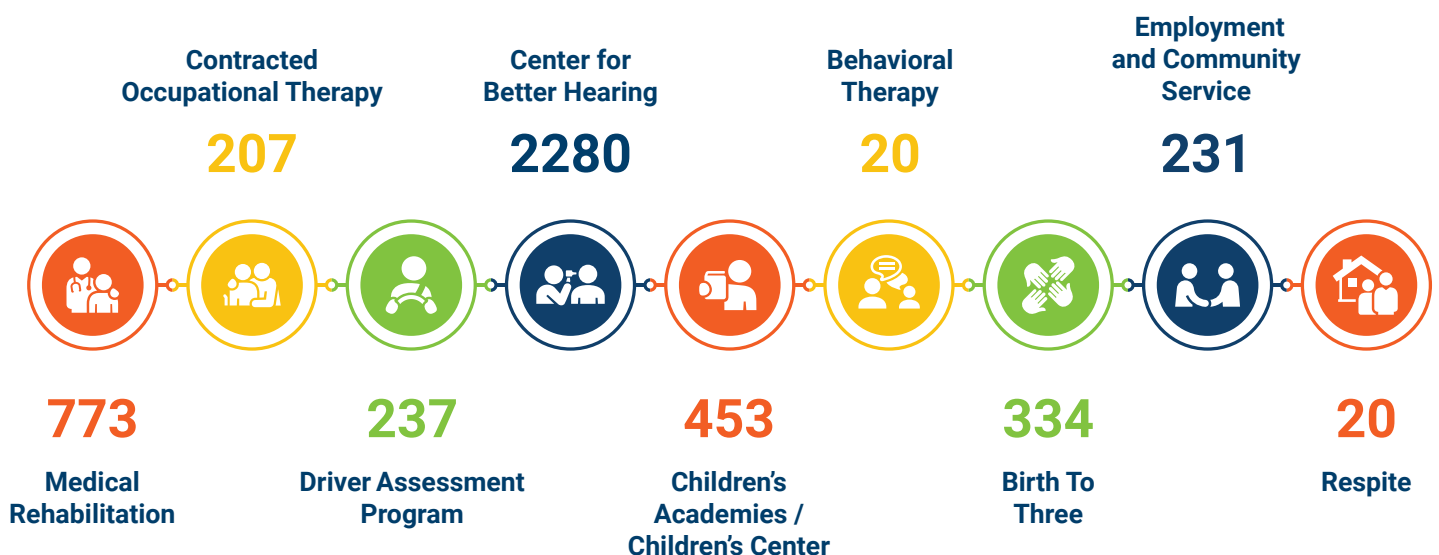 Contracted
Occupational Therapy
207
Center for
Better Hearing
2280
Behavioral
Therapy
20
Employment
and Community
Service
231
773
Medical
Rehabilitation
237
Driver Assessment
Program
453
Children’s
Academies /
Children’s Center
334
Birth To
Three
20
Respite